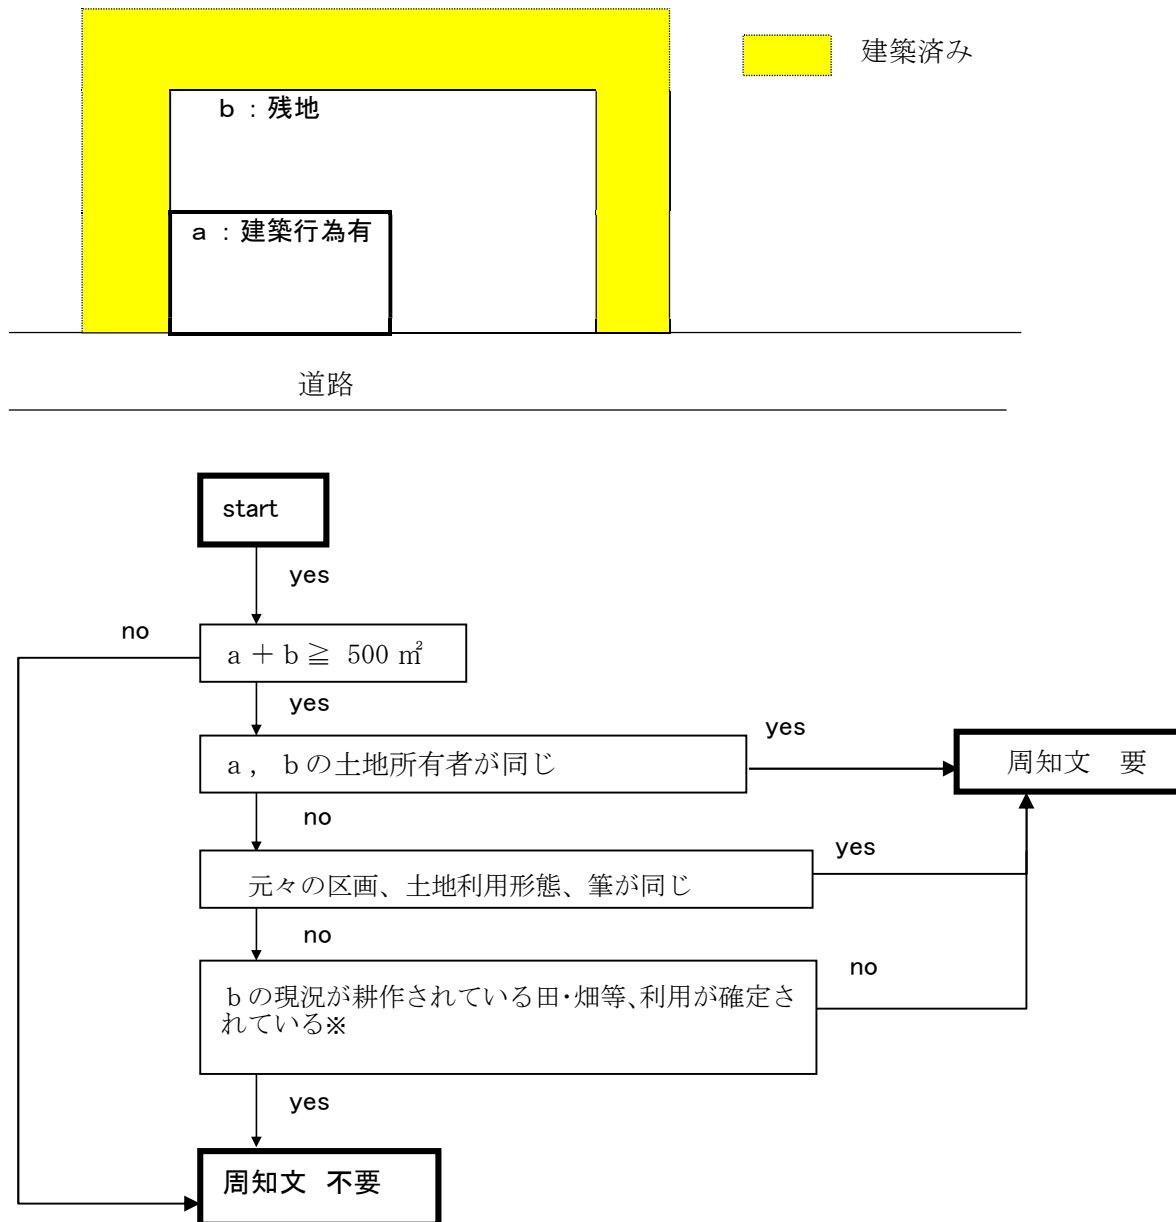 建築済み
b：残地
a：建築行為有
道路
start
yes
no
a＋b≧ 500 ㎡
yes
yes
a, bの土地所有者が同じ
周知文　要
no
yes
元々の区画、土地利用形態、筆が同じ
no
no
bの現況が耕作されている田・畑等、利用が確定さ
れている※
yes
周知文 不要